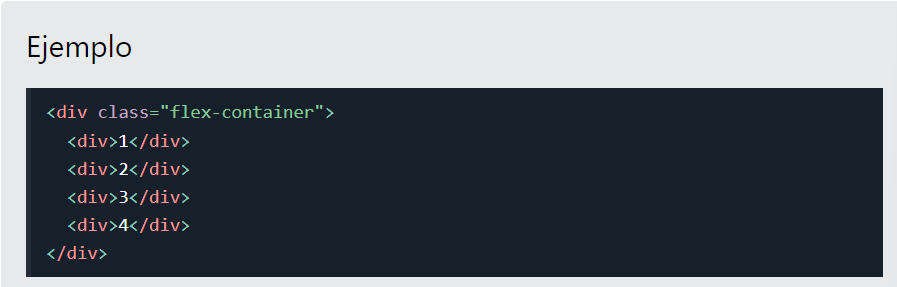 Ejemplo
<div class="flex-container">
  <div>1</div>
  <div>2</div>
  <div>3</div>
  <div>4</div>
</div>